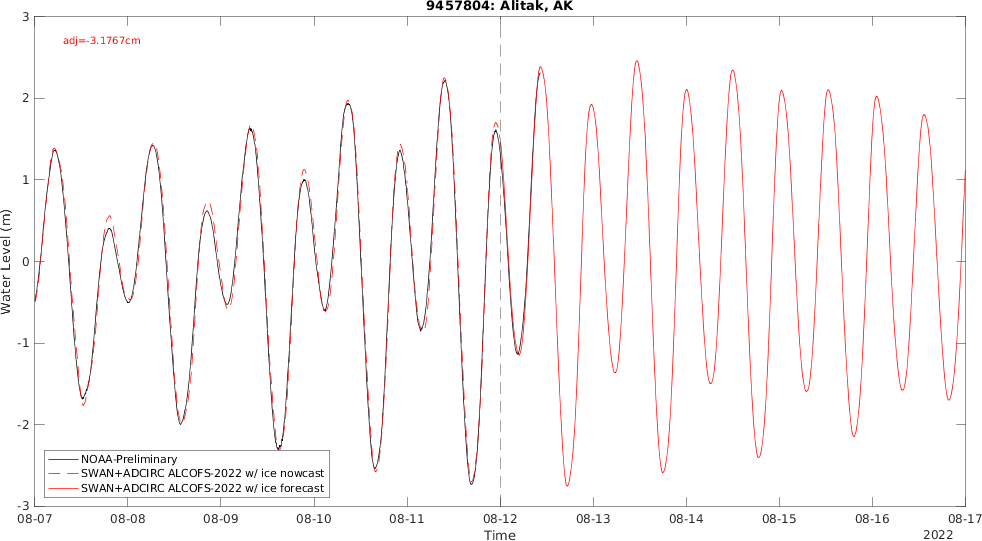 9457804: Alitak, AK
adj=-3.1767cm
3
2
1
0
-1
-2
-3
Water Level (m)
NOAA-Preliminary
SWAN+ADCIRC ALCOFS-2022 w/ ice nowcast
SWAN+ADCIRC ALCOFS-2022 w/ ice forecast
08-07 08-08 08-09 08-10 08-11 08-12 08-13 08-14 08-15 08-16 08-17
Time
2022